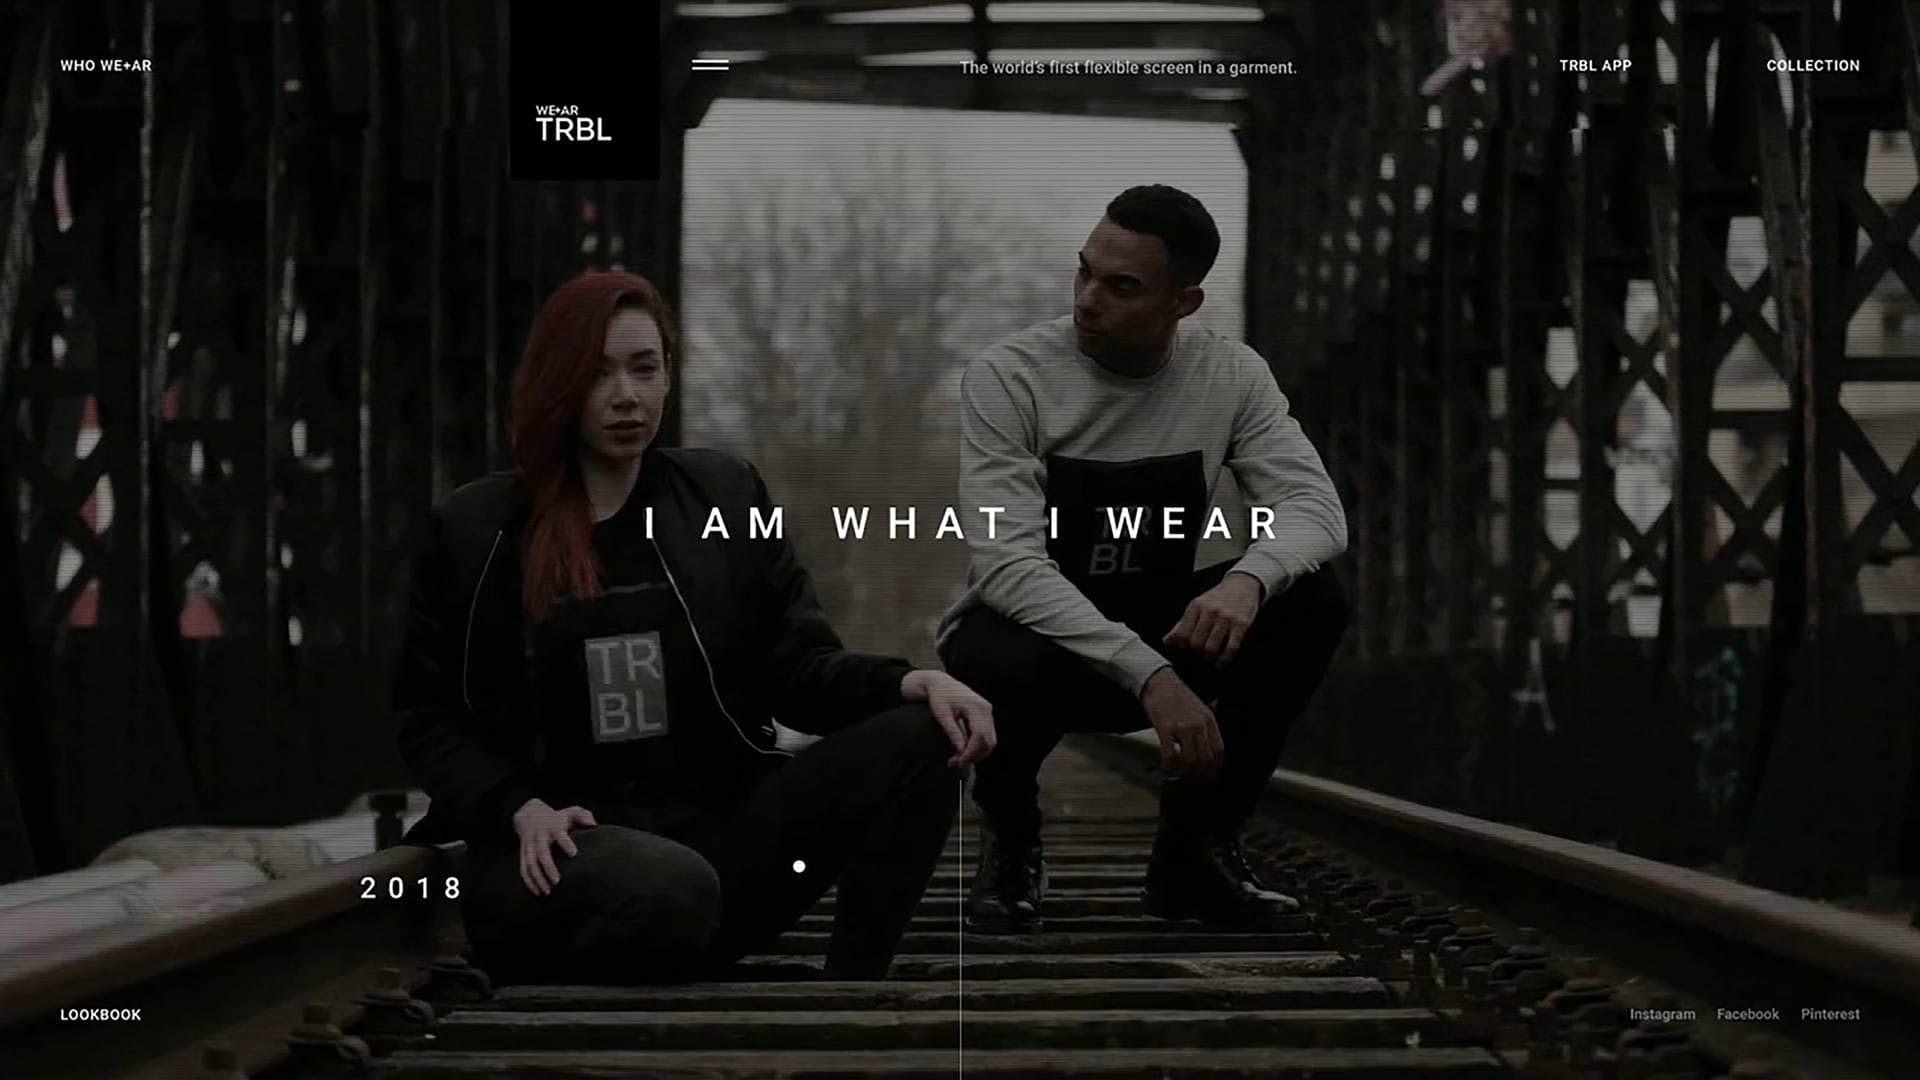 WHO WE+AR
The world's first flexible screen in a garment.
TRBL APP
COLLECTION
WE+AR
TRBL
I AM WHAT I WEAR
TR
BL
TR
BL
2018
LOOKBOOK
Instagram Facebook Pinterest